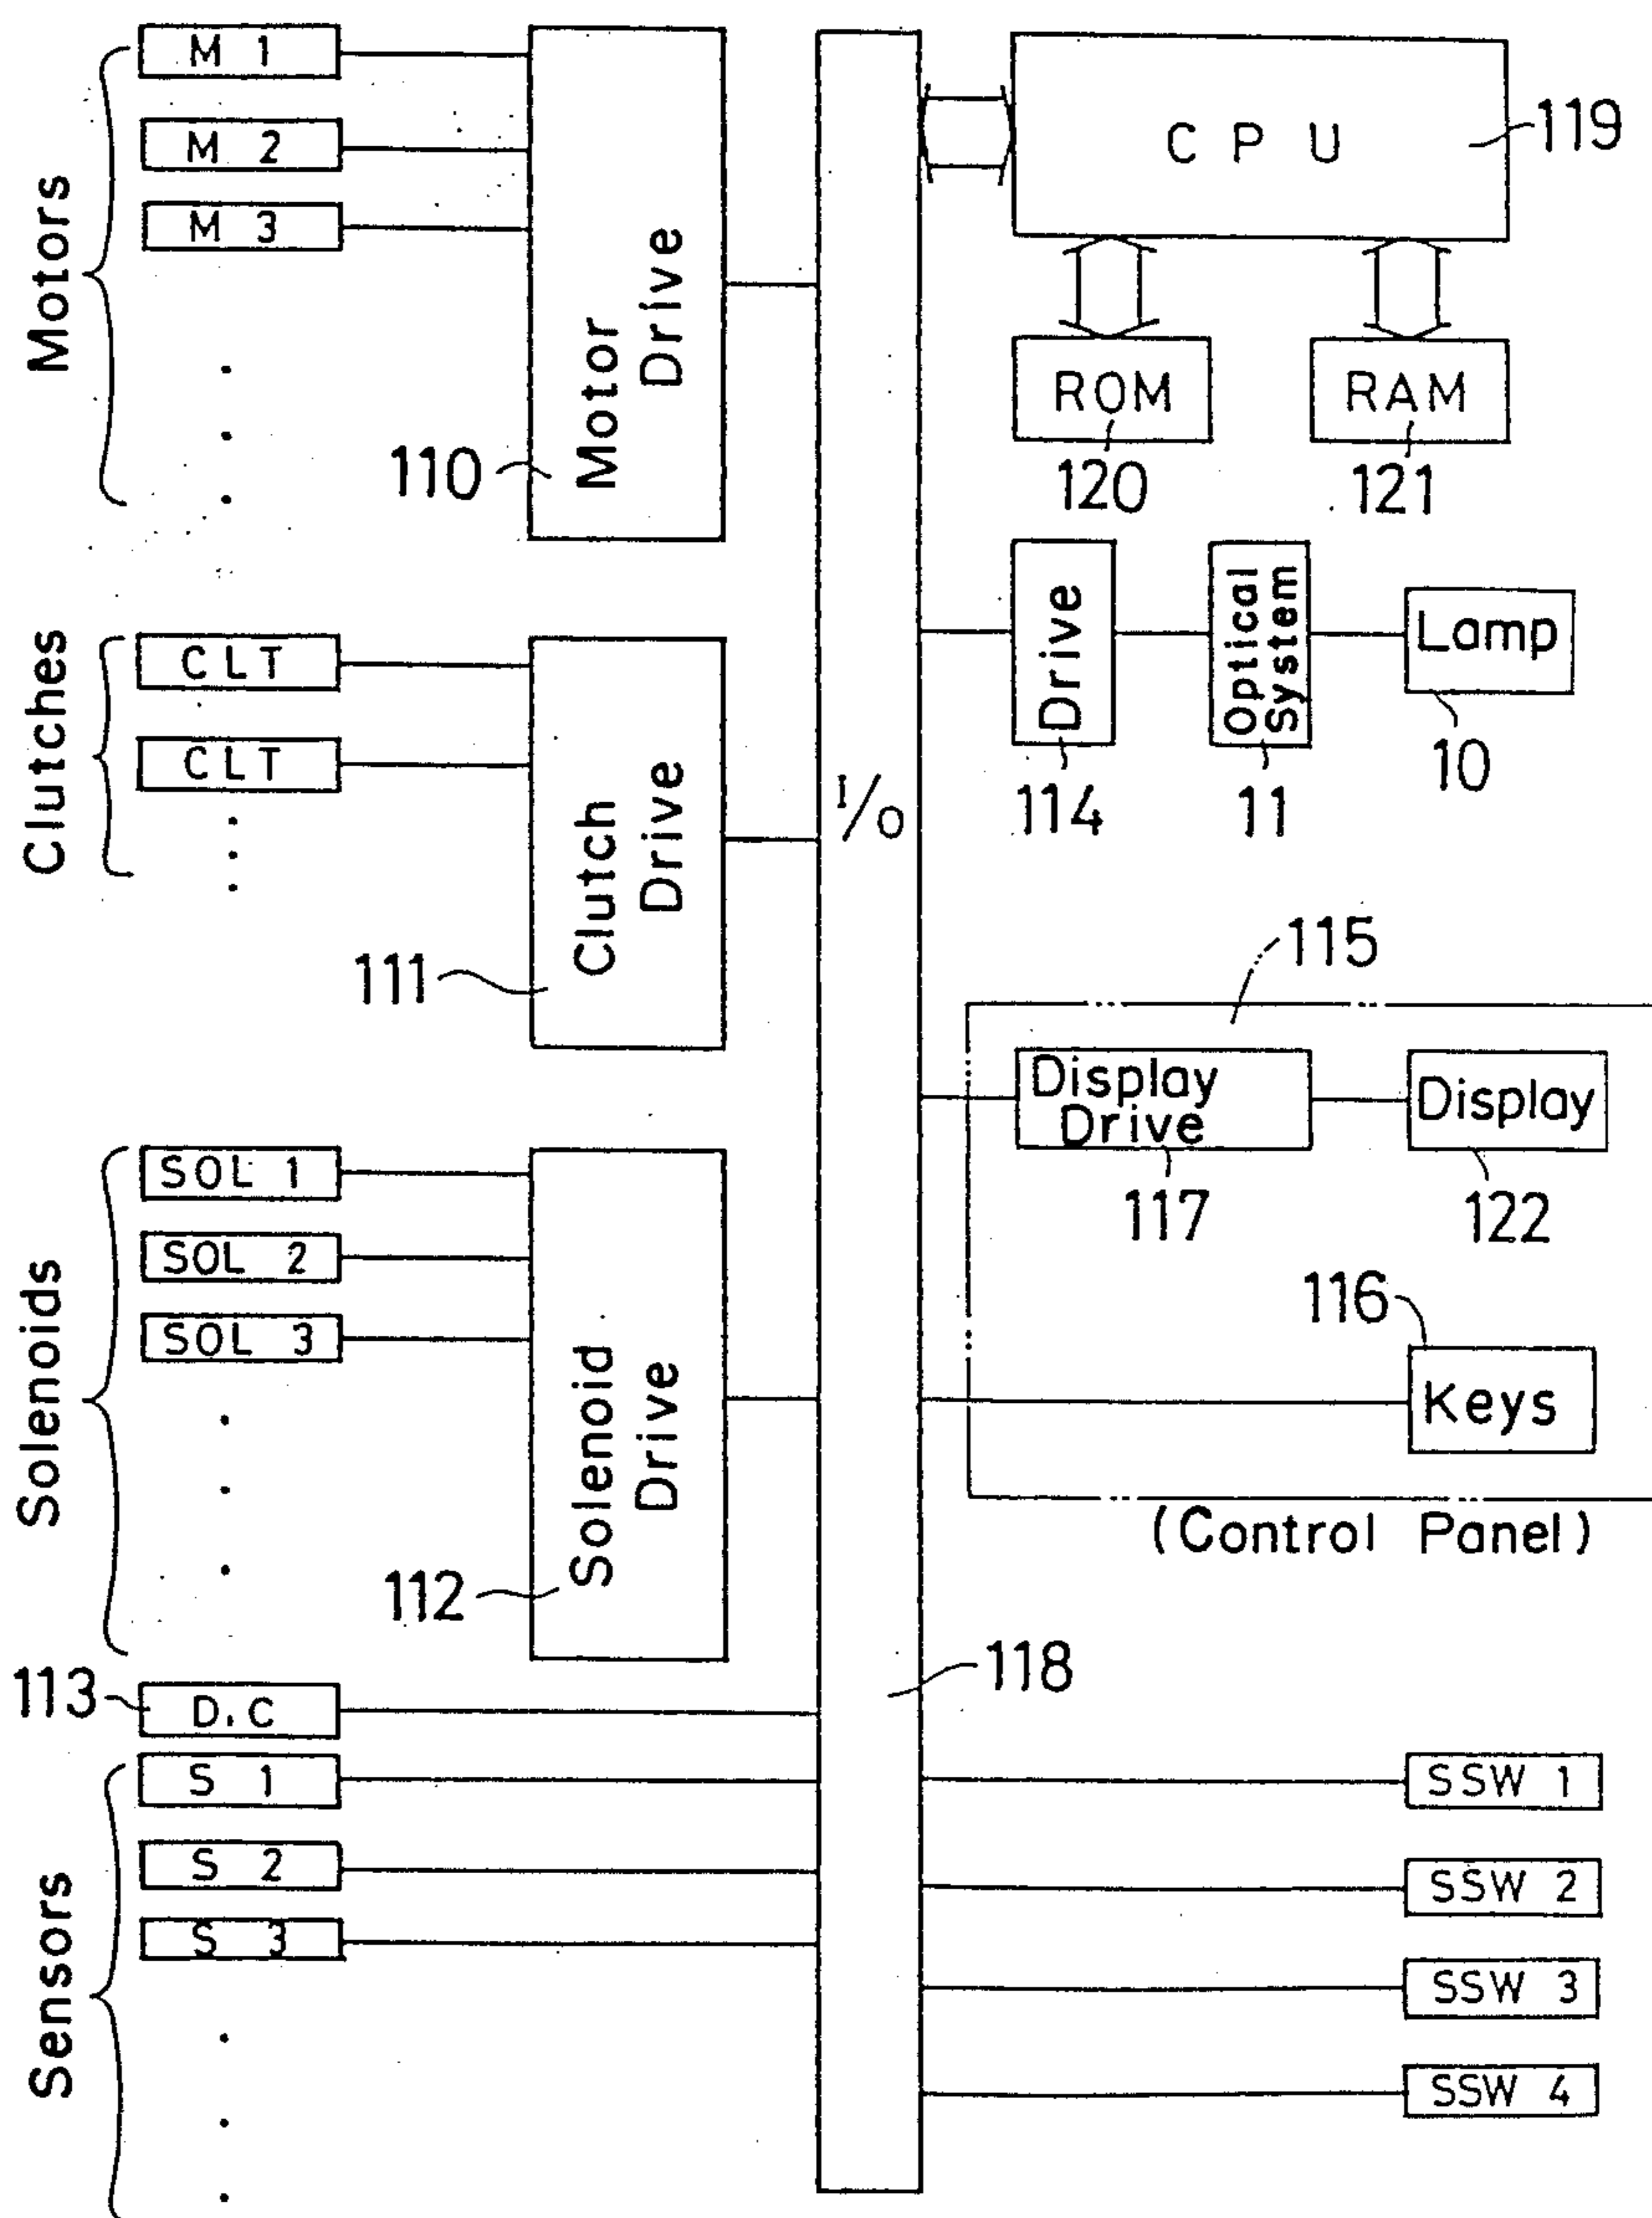 Motors
M 1
M 2
M 3
Motor
Drive
110
Clutches
CLT
CLT
Clutch
Drive
111
Solenoids
SOL 1
SOL 2
SOL 3
Solenoid
Drive
112
113
D.C
Sensors
S 1
S 2
S 3
I/O
118
CPU
119
ROM
120
RAM
121
Drive
114
Optical
System
11
Lamp
10
115
Display
Drive
117
Display
122
116
Keys
(Control Panel)
SSW 1
SSW 2
SSW 3
SSW 4